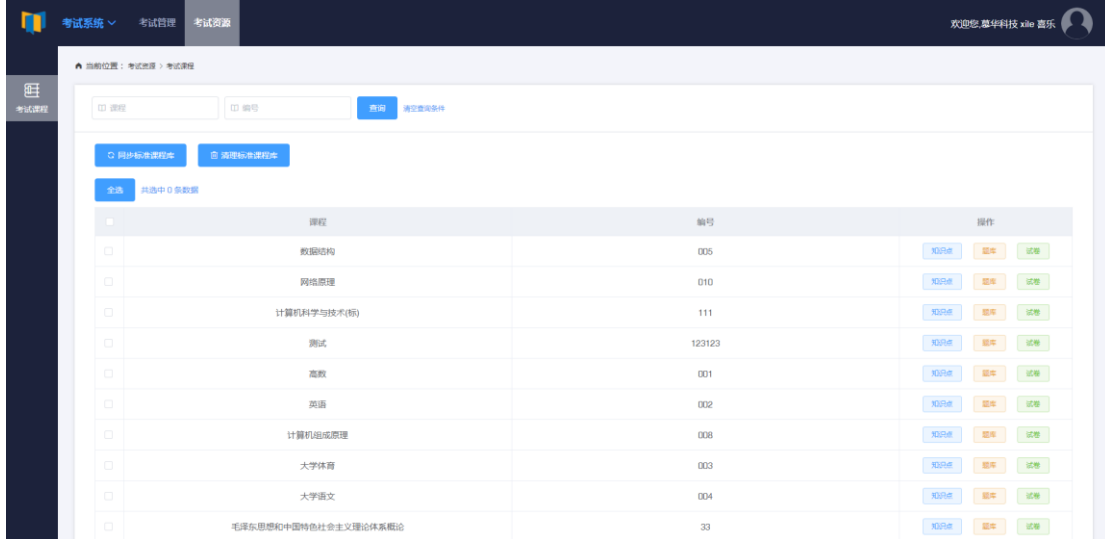 考试系统 考试管理 考试资源 欢迎您,慕华科技 xile 喜乐
当前位置： 考试资源 > 考试课程
考试课程
课程 编号 查询 清空查询条件
同步标准课程库 清理标准课程库
全选 共选中 0 条数据
课程 编号 操作
数据结构 005 知识点 题库 试卷
网络原理 010 知识点 题库 试卷
计算机科学与技术(标) 111 知识点 题库 试卷
测试 123123 知识点 题库 试卷
高数 001 知识点 题库 试卷
英语 002 知识点 题库 试卷
计算机组成原理 008 知识点 题库 试卷
大学体育 003 知识点 题库 试卷
大学语文 004 知识点 题库 试卷
毛泽东思想和中国特色社会主义理论体系概论 33 知识点 题库 试卷